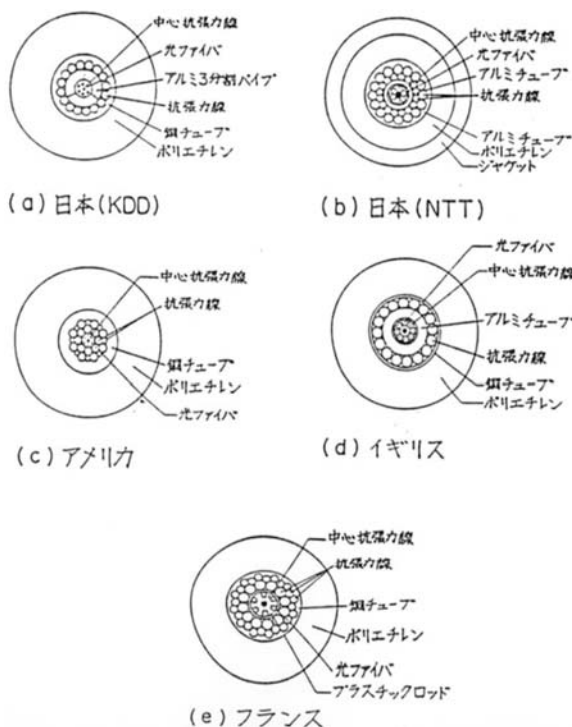 中心抗張力線
光ファイバ
アルミ3分割パイプ
抗張力線
銅チューブ
ポリエチレン
(a)日本(KDD)
中心抗張力線
光ファイバ
アルミチューブ
抗張力線
アルミチューブ
ポリエチレン
ジャケット
(b)日本(NTT)
中心抗張力線
抗張力線
銅チューブ
ポリエチレン
光ファイバ
(c)アメリカ
光ファイバ
中心抗張力線
アルミチューブ
抗張力線
銅チューブ
ポリエチレン
(d)イギリス
中心抗張力線
抗張力線
銅チューブ
ポリエチレン
光ファイバ
プラスチックロッド
(e)フランス